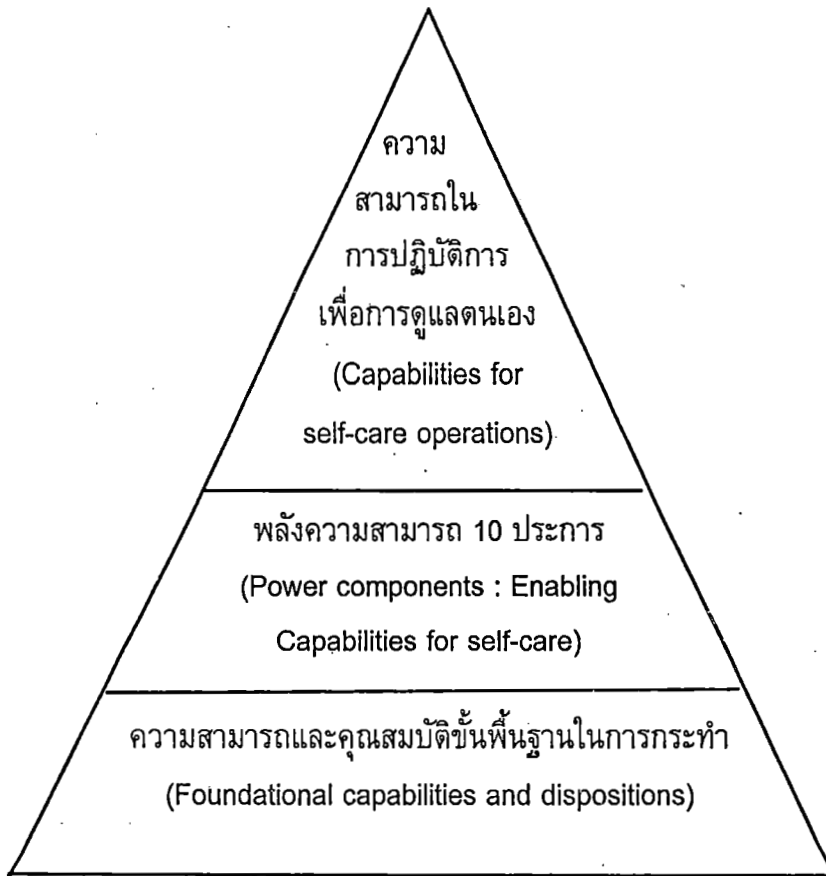 ความ
สามารถใน
การปฏิบัติการ
เพื่อการดูแลตนเอง
(Capabilities for
self-care operations)
พลังความสามารถ 10 ประการ
(Power components : Enabling
Capabilities for self-care)
ความสามารถและคุณสมบัติขั้นพื้นฐานในการกระทำ
(Foundational capabilities and dispositions)